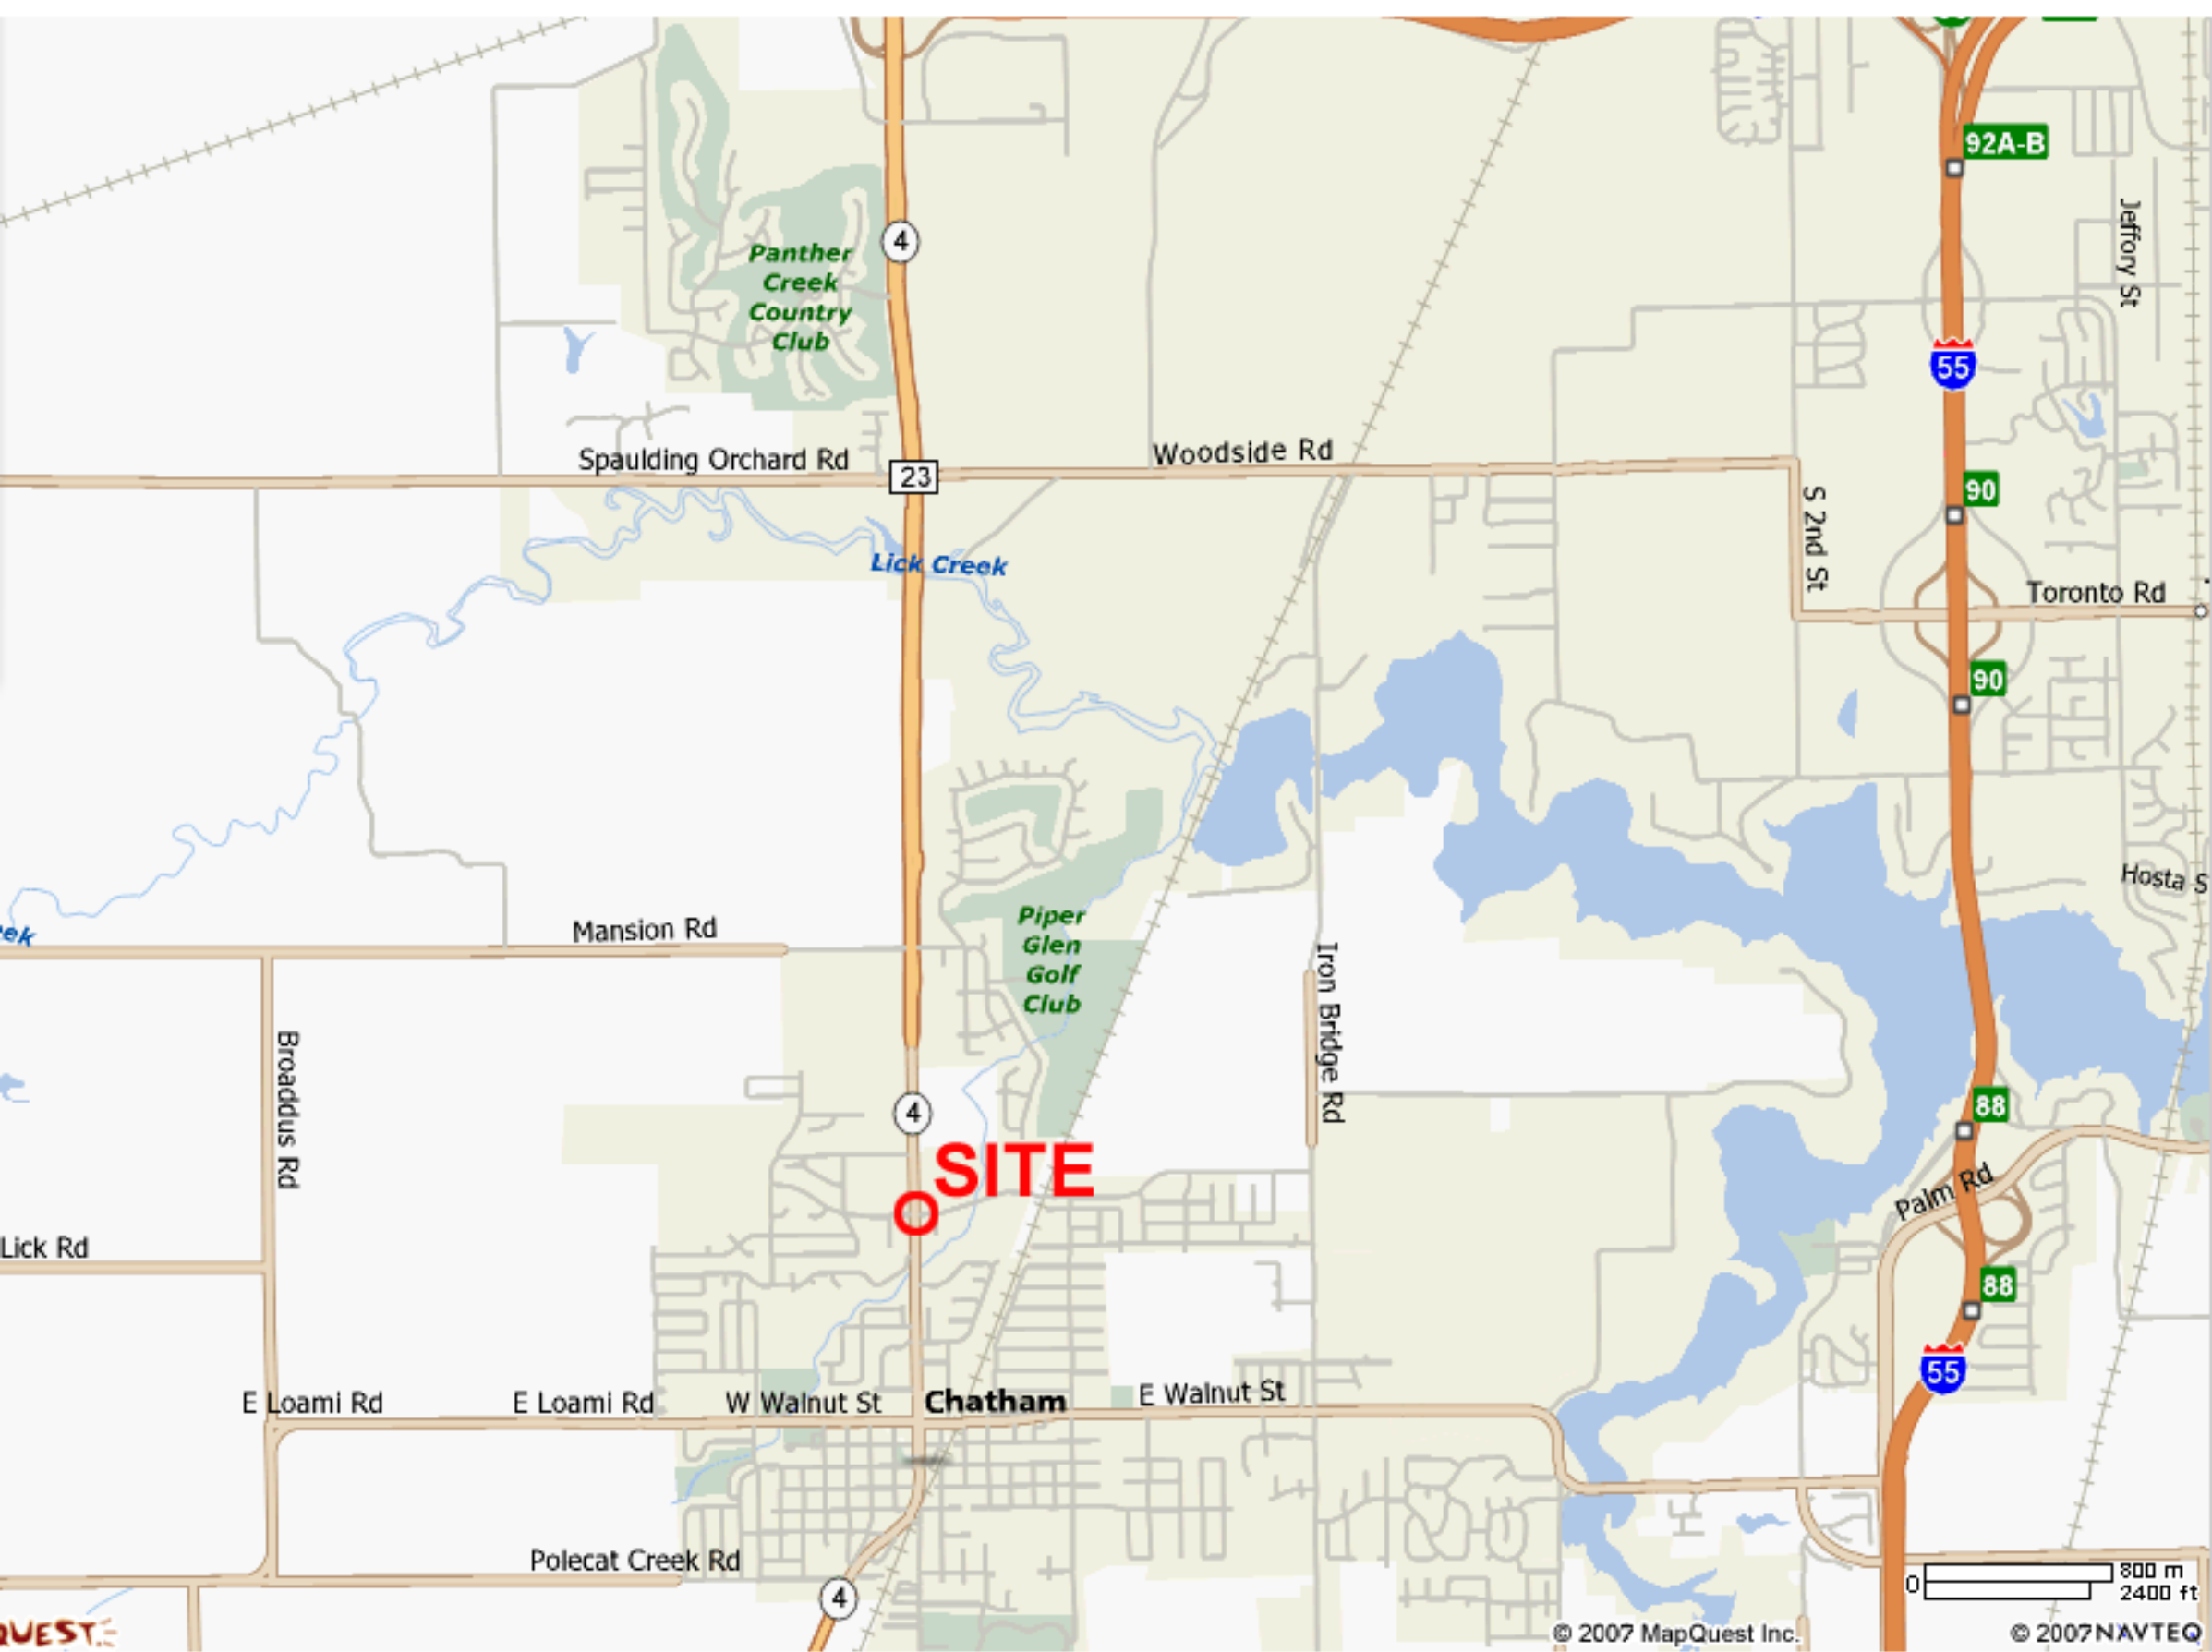 92A-B
Jeffory St
4
Panther
Creek
Country
Club
55
Spaulding Orchard Rd
23
Woodside Rd
90
S 2nd St
Lick Creek
Toronto Rd
90
Hosta S
Piper
Glen
Golf
Club
Mansion Rd
eek
Iron Bridge Rd
Broaddus Rd
4
88
SITE
Palm Rd
Lick Rd
88
55
E Loami Rd
E Loami Rd
W Walnut St
Chatham
E Walnut St
Polecat Creek Rd
4
0
800 m
2400 ft
QUEST
© 2007 MapQuest Inc.
© 2007 NAVTEQ